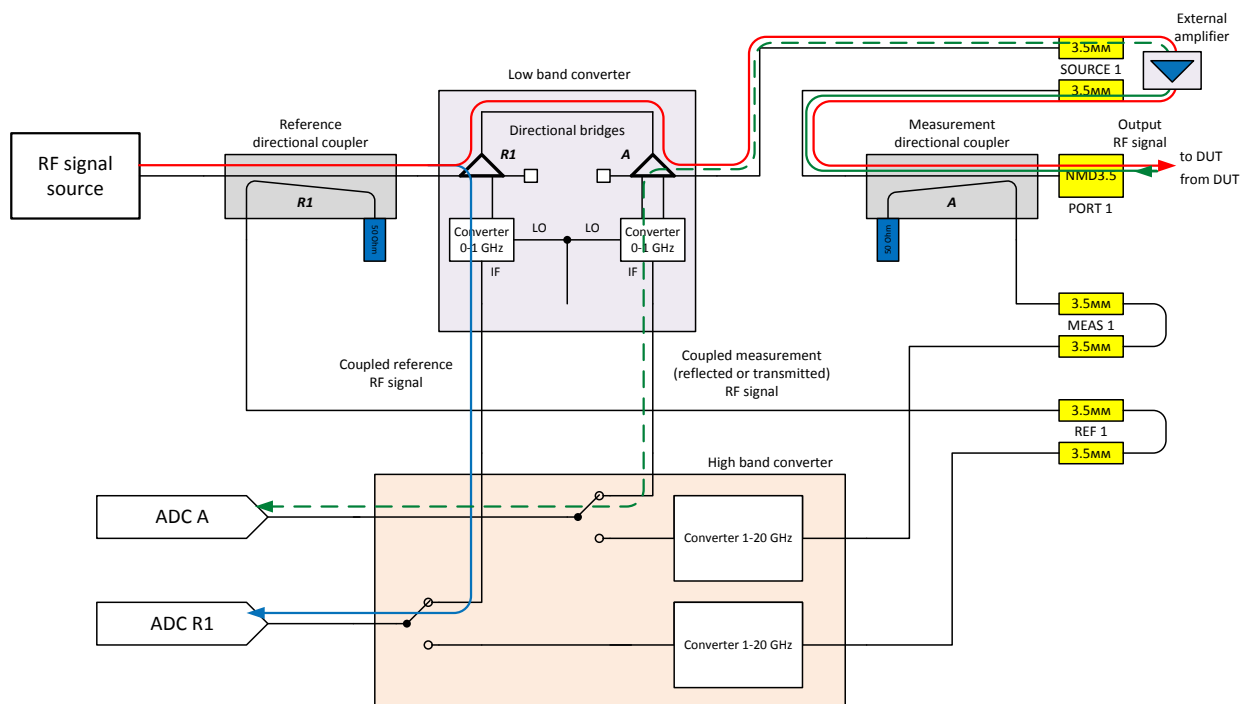 External
amplifier
3.5мм
SOURCE 1
3.5мм
Low band converter
Reference
directional coupler
Directional bridges
R1
A
Measurement
directional coupler
Output
RF signal
RF signal
source
to DUT
from DUT
NMD3.5
PORT 1
R1
A
50 Ohm
50 Ohm
Converter
0-1 GHz
LO
LO
Converter
0-1 GHz
IF
IF
3.5мм
MEAS 1
3.5мм
Coupled reference
RF signal
Coupled measurement
(reflected or transmitted)
RF signal
3.5мм
REF 1
3.5мм
High band converter
ADC A
Converter 1-20 GHz
ADC R1
Converter 1-20 GHz